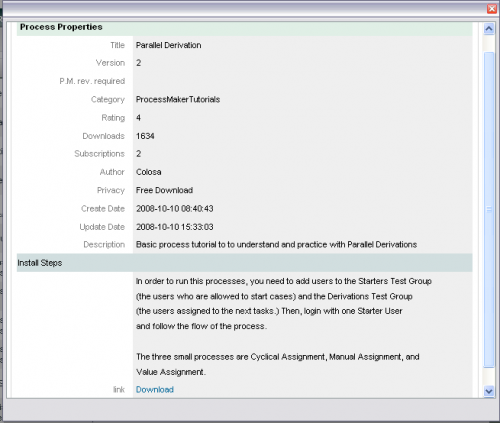 Process Properties
Title Parallel Derivation
Version 2
P.M. rev. required
Category ProcessMakerTutorials
Rating 4
Downloads 1634
Subscriptions 2
Author Colosa
Privacy Free Download
Create Date 2008-10-10 08:40:43
Update Date 2008-10-10 15:33:03
Description Basic process tutorial to to understand and practice with Parallel Derivations
Install Steps
In order to run this processes, you need to add users to the Starters Test Group
(the users who are allowed to start cases) and the Derivations Test Group
(the users assigned to the next tasks.) Then, login with one Starter User
and follow the flow of the process.
The three small processes are Cyclical Assignment, Manual Assignment, and
Value Assignment.
link Download